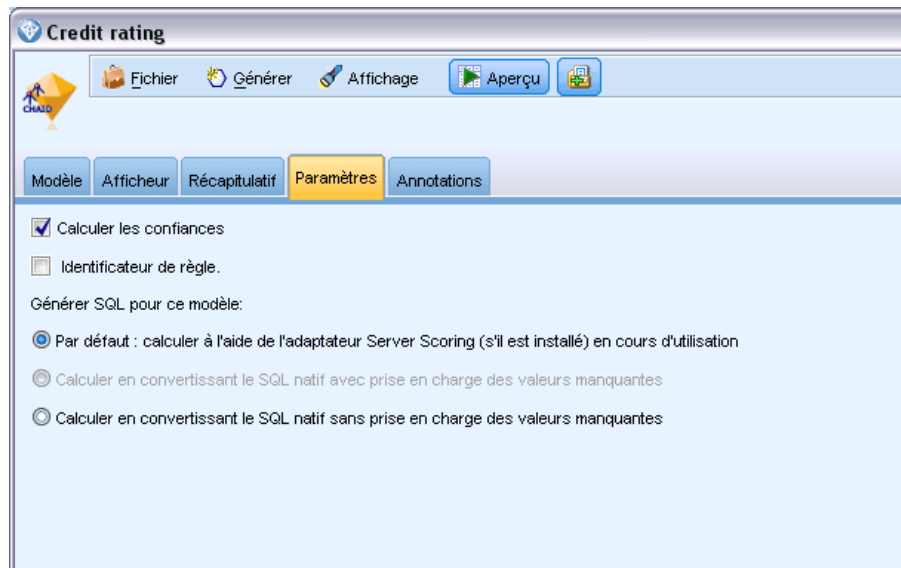 Credit rating
CHAID
Fichier Générer Affichage Aperçu
Modèle Afficheur Récapitulatif Paramètres Annotations
Calculer les confiances
Identificateur de règle.
Générer SQL pour ce modèle:
Par défaut : calculer à l'aide de l'adaptateur Server Scoring (s'il est installé) en cours d'utilisation
Calculer en convertissant le SQL natif avec prise en charge des valeurs manquantes
Calculer en convertissant le SQL natif sans prise en charge des valeurs manquantes